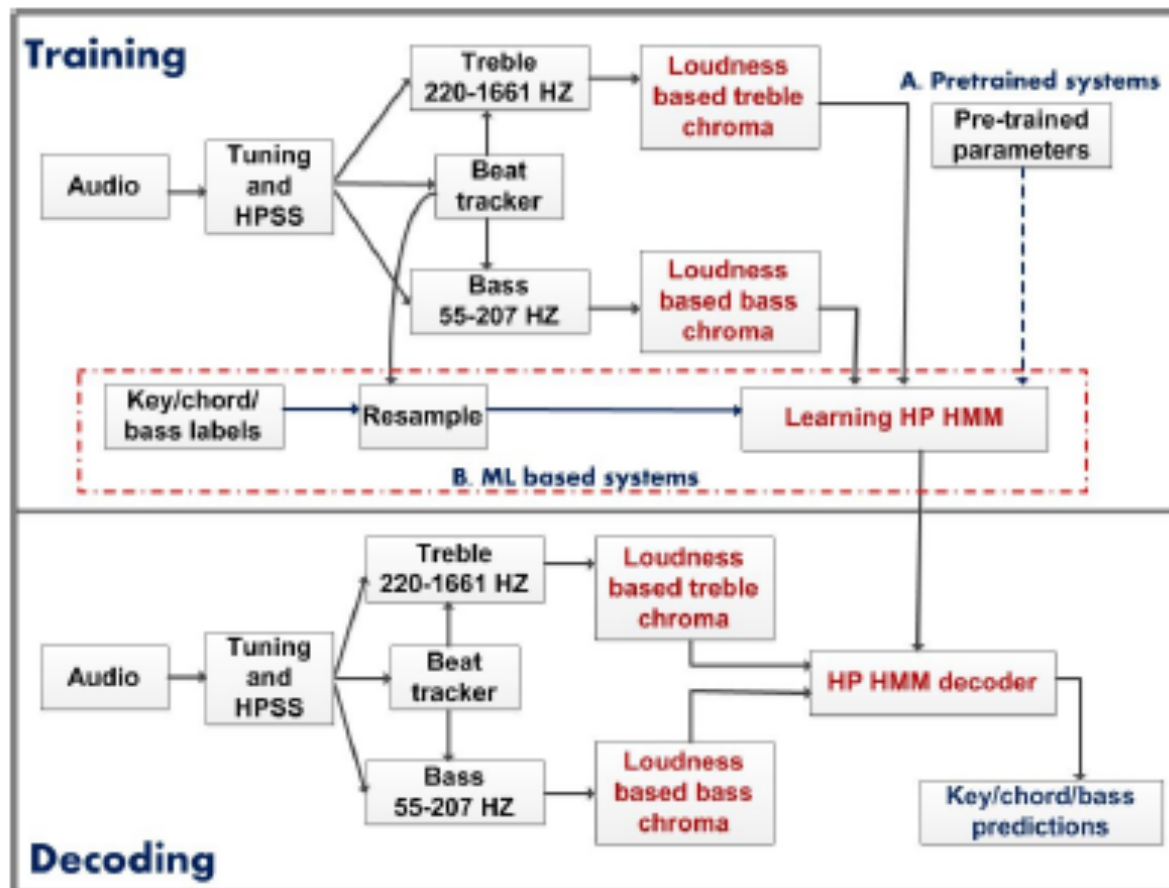 Training
Treble
220-1661 HZ
Loudness
based treble
chroma
A. Pretrained systems
Pre-trained
parameters
Audio
Tuning
and
HPSS
Beat
tracker
Bass
55-207 HZ
Loudness
based bass
chroma
Key/chord/
bass labels
Resample
Learning HP HMM
B. ML based systems
Treble
220-1661 HZ
Loudness
based treble
chroma
Audio
Tuning
and
HPSS
Beat
tracker
HP HMM decoder
Bass
55-207 HZ
Loudness
based bass
chroma
Key/chord/bass
predictions
Decoding